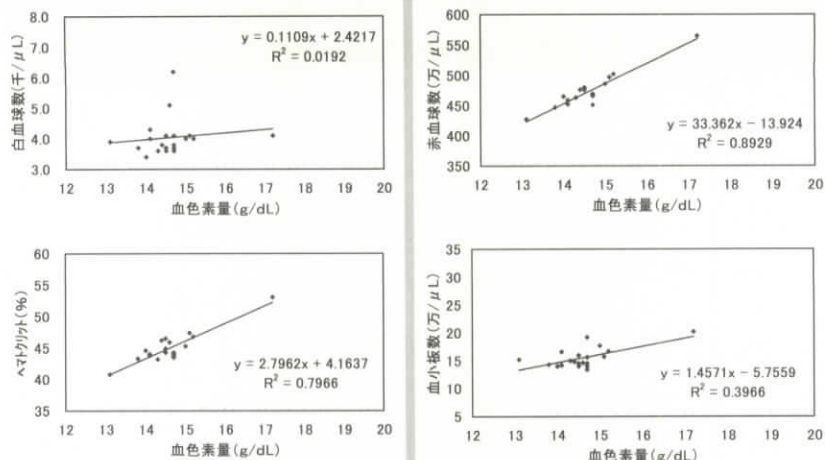 白血球数(千/μL)
8.0
7.0
6.0
5.0
4.0
3.0
y = 0.1109x + 2.4217
R² = 0.0192
12 13 14 15 16 17 18 19 20
血色素量(g/dL)
赤血球数(万/μL)
600
550
500
450
400
350
y = 33.362x − 13.924
R² = 0.8929
12 13 14 15 16 17 18 19 20
血色素量(g/dL)
ヘマトクリット(%)
60
55
50
45
40
35
y = 2.7962x + 4.1637
R² = 0.7966
12 13 14 15 16 17 18 19 20
血色素量(g/dL)
血小板数(万/μL)
35
30
25
20
15
10
5
y = 1.4571x − 5.7559
R² = 0.3966
12 13 14 15 16 17 18 19 20
血色素量(g/dL)